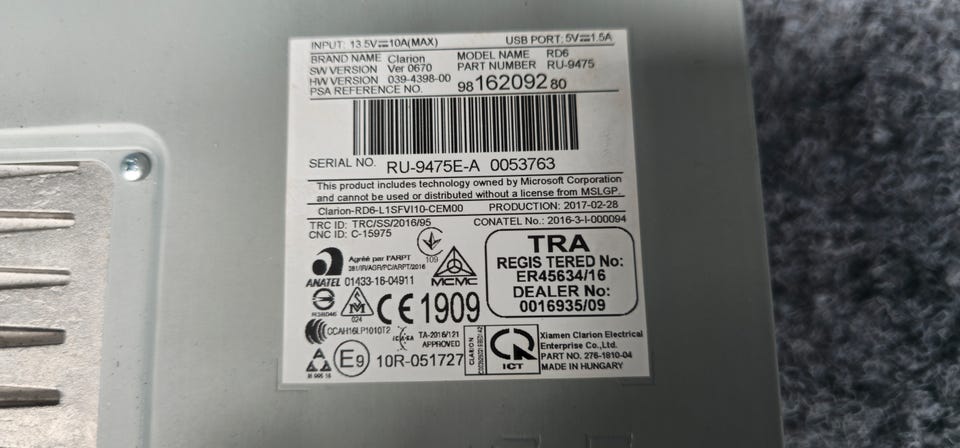 INPUT: 13.5V⎓10A(MAX) USB PORT: 5V⎓1.5A
BRAND NAME Clarion MODEL NAME RD6
SW VERSION Ver 0670 PART NUMBER RU-9475
HW VERSION 039-4398-00
PSA REFERENCE NO. 98 162092 80
SERIAL NO. RU-9475E-A 0053763
This product includes technology owned by Microsoft Corporation
and cannot be used or distributed without a license from MSLGP.
Clarion-RD6-L1SFVI10-CEM00 PRODUCTION: 2017-02-28
TRC ID: TRC/SS/2016/95 CONATEL No.: 2016-3-I-000094
CNC ID: C-15975
109
Agréé par l'ARPT
ANATEL 01433-16-04911
MCMC
TRA
REGISTERED No:
ER45634/16
DEALER No:
0016935/09
024
CE 1909
CCAH16LP1010T2
ICASA TA-2016/121
APPROVED
E9 10R-051727
CLARION
ICT
Xiamen Clarion Electrical
Enterprise Co.,Ltd.
PART NO. 276-1810-04
MADE IN HUNGARY